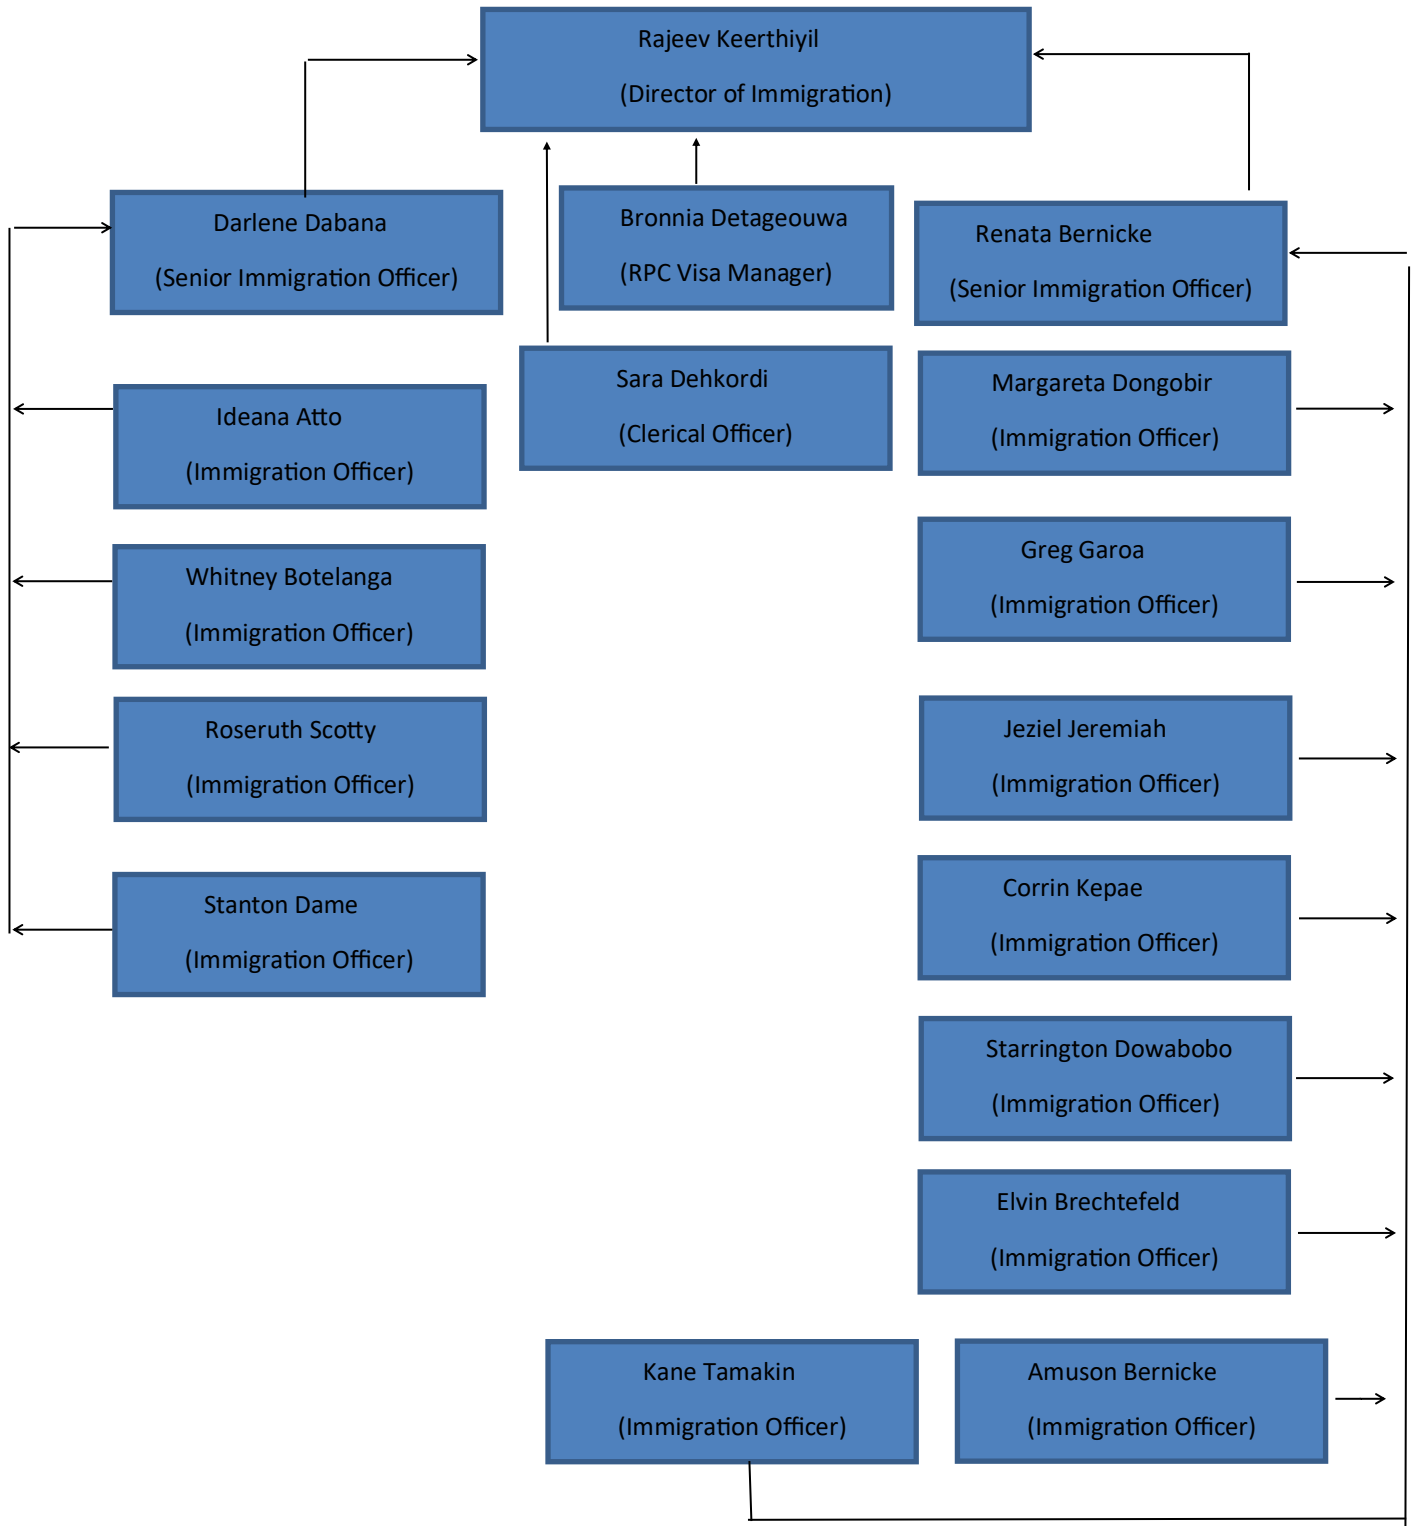 Rajeev Keerthiyil
(Director of Immigration)
Darlene Dabana
(Senior Immigration Officer)
Bronnia Detageouwa
(RPC Visa Manager)
Renata Bernicke
(Senior Immigration Officer)
Sara Dehkordi
(Clerical Officer)
Ideana Atto
(Immigration Officer)
Whitney Botelanga
(Immigration Officer)
Roseruth Scotty
(Immigration Officer)
Stanton Dame
(Immigration Officer)
Margareta Dongobir
(Immigration Officer)
Greg Garoa
(Immigration Officer)
Jeziel Jeremiah
(Immigration Officer)
Corrin Kepae
(Immigration Officer)
Starrington Dowabobo
(Immigration Officer)
Elvin Brechtefeld
(Immigration Officer)
Kane Tamakin
(Immigration Officer)
Amuson Bernicke
(Immigration Officer)